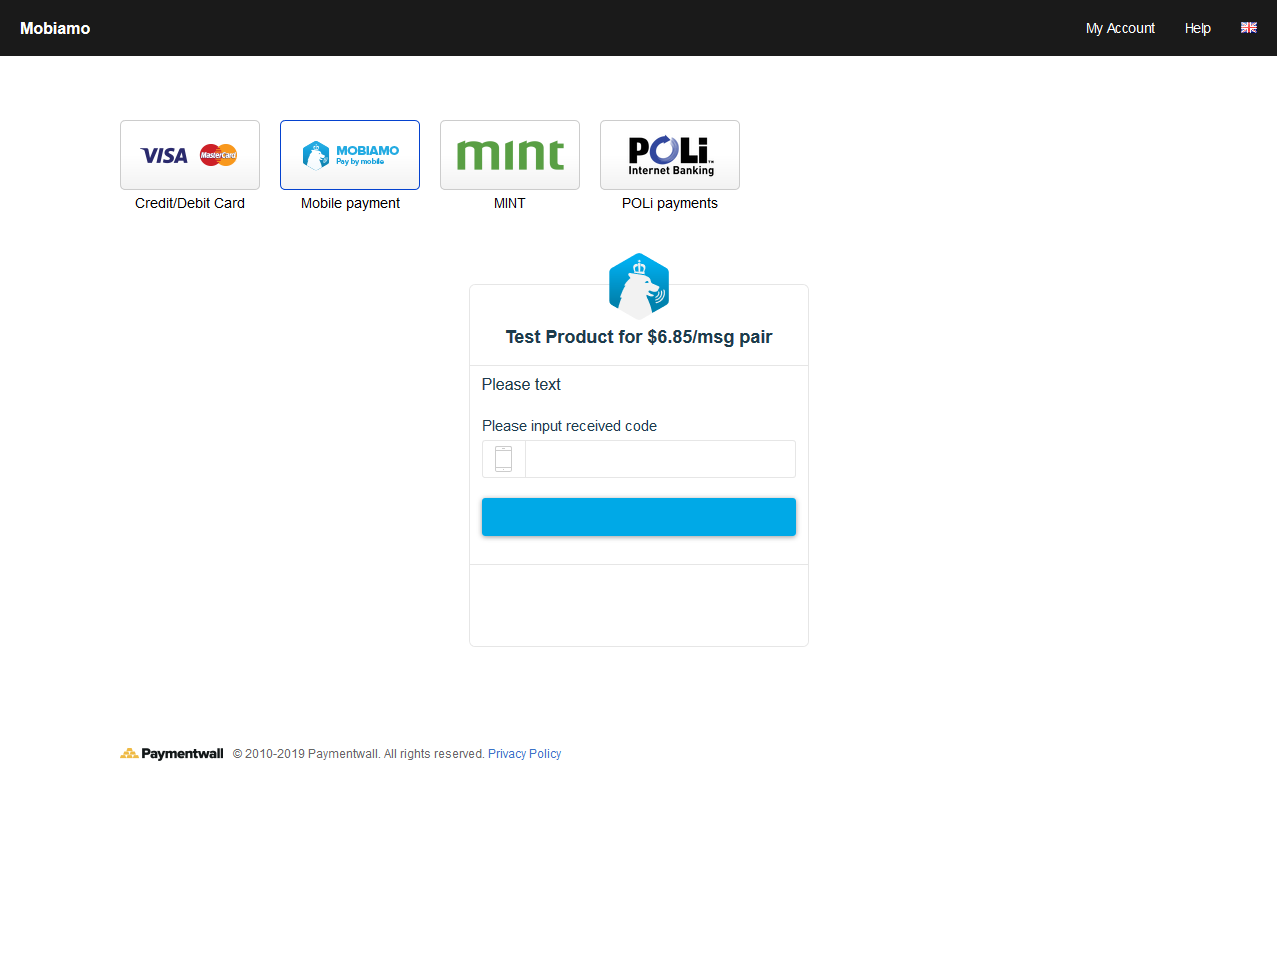 Mobiamo
My Account
Help
VISA
MasterCard
MOBIAMO
Pay by mobile
mint
POLi
Internet Banking
Credit/Debit Card
Mobile payment
MINT
POLi payments
Test Product for $6.85/msg pair
Please text
Please input received code
Paymentwall © 2010-2019 Paymentwall. All rights reserved. Privacy Policy